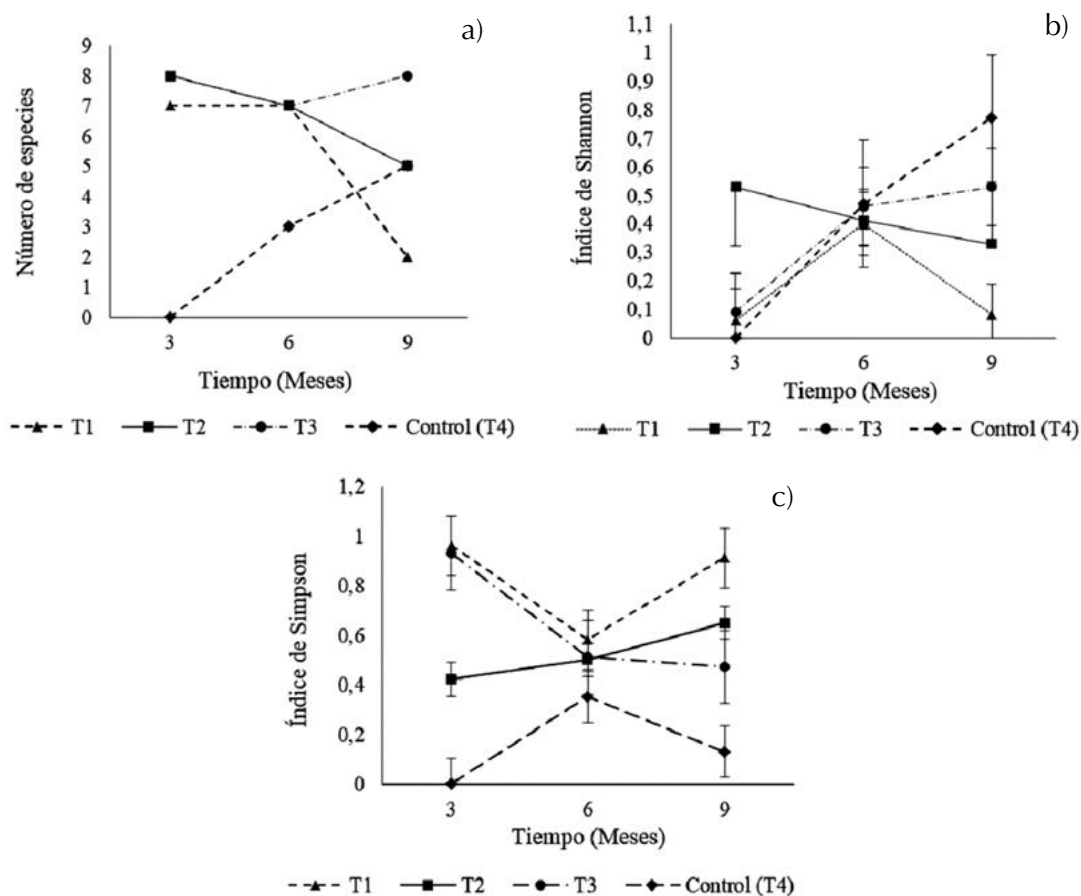 a)
Número de especies
9
8
7
6
5
4
3
2
1
0
3 6 9
Tiempo (Meses)
T1 T2 T3 Control (T4)
b)
Índice de Shannon
1,1
1
0,9
0,8
0,7
0,6
0,5
0,4
0,3
0,2
0,1
0
3 6 9
Tiempo (Meses)
T1 T2 T3 Control (T4)
c)
Índice de Simpson
1,2
1
0,8
0,6
0,4
0,2
0
3 6 9
Tiempo (Meses)
T1 T2 T3 Control (T4)